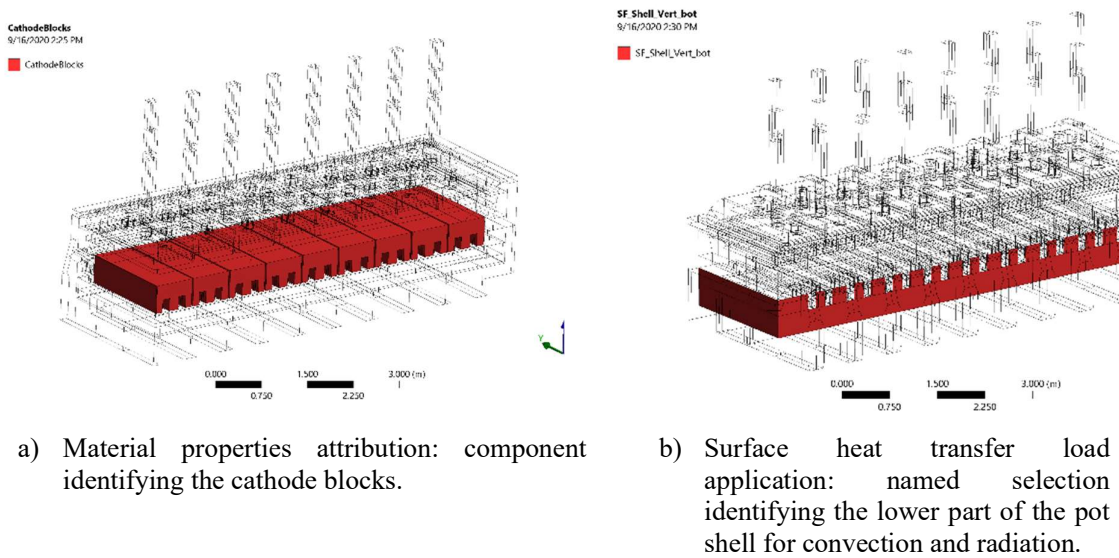 CathodeBlocks
9/16/2020 2:25 PM
CathodeBlocks
Y
0.000 1.500 3.000 (m)
0.750 2.250
SF_Shell_Vert_bot
9/16/2020 2:30 PM
SF_Shell_Vert_bot
0.000 1.500 3.000 (m)
0.750 2.250
a) Material properties attribution: component
identifying the cathode blocks.
b) Surface heat transfer load
application: named selection
identifying the lower part of the pot
shell for convection and radiation.